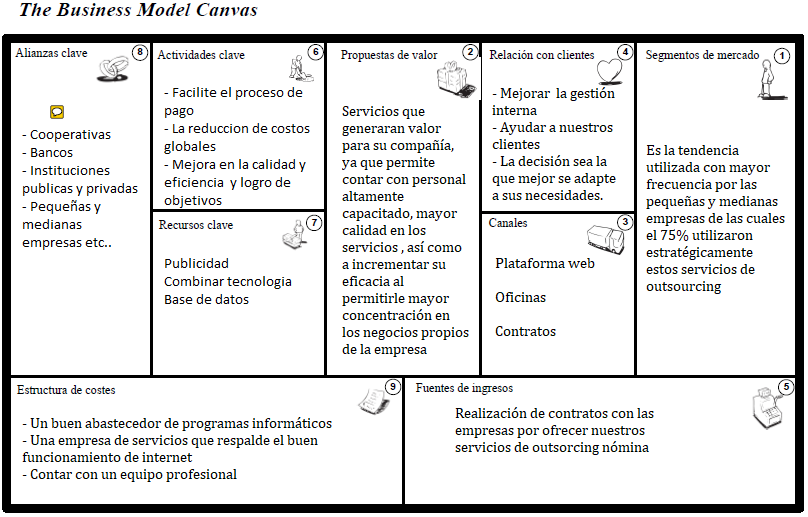 The Business Model Canvas
Alianzas clave
8
- Cooperativas
- Bancos
- Instituciones
publicas y privadas
- Pequeñas y
medianas
empresas etc..
Actividades clave
6
- Facilite el proceso de
pago
- La reduccion de costos
globales
- Mejora en la calidad y
eficiencia y logro de
objetivos
Recursos clave
7
Publicidad
Combinar tecnologia
Base de datos
Propuestas de valor
2
Servicios que
generaran valor
para su compañía,
ya que permite
contar con personal
altamente
capacitado, mayor
calidad en los
servicios , así como
a incrementar su
eficacia al
permitirle mayor
concentración en
los negocios propios
de la empresa
Relación con clientes
4
- Mejorar la gestión
interna
- Ayudar a nuestros
clientes
- La decisión sea la
que mejor se adapte
a sus necesidades.
Canales
3
Plataforma web
Oficinas
Contratos
Segmentos de mercado
1
Es la tendencia
utilizada con mayor
frecuencia por las
pequeñas y medianas
empresas de las cuales
el 75% utilizaron
estratégicamente
estos servicios de
outsourcing
Estructura de costes
9
- Un buen abastecedor de programas informáticos
- Una empresa de servicios que respalde el buen
funcionamiento de internet
- Contar con un equipo profesional
Fuentes de ingresos
5
Realización de contratos con las
empresas por ofrecer nuestros
servicios de outsorcing nómina